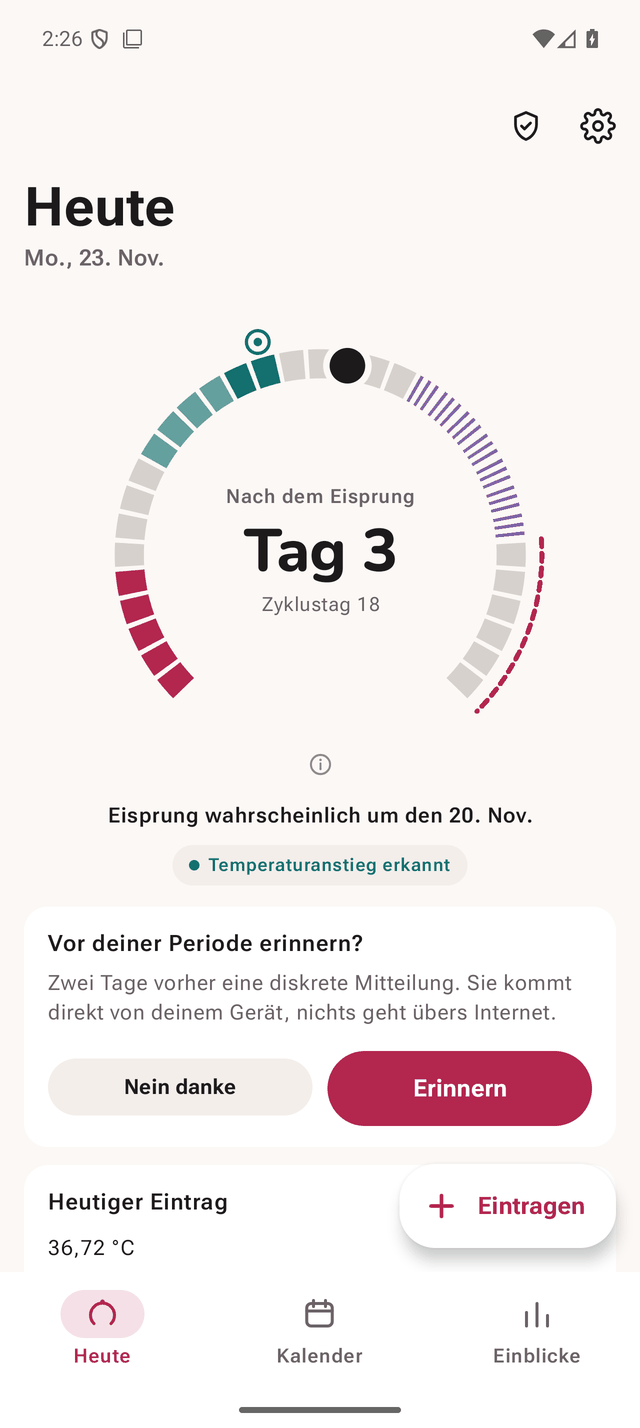 2:26
Heute
Mo., 23. Nov.
Nach dem Eisprung
Tag 3
Zyklustag 18
Eisprung wahrscheinlich um den 20. Nov.
Temperaturanstieg erkannt
Vor deiner Periode erinnern?
Zwei Tage vorher eine diskrete Mitteilung. Sie kommt
direkt von deinem Gerät, nichts geht übers Internet.
Nein danke
Erinnern
Heutiger Eintrag
Eintragen
36,72 °C
Heute
Kalender
Einblicke